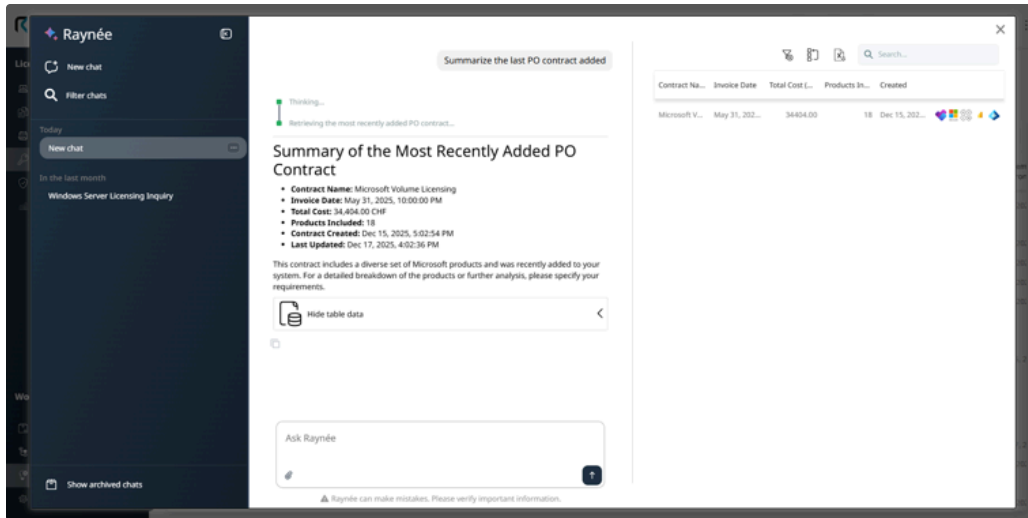 Raynée
New chat
Filter chats
Today
New chat
In the last month
Windows Server Licensing Inquiry
Show archived chats
Summarize the last PO contract added
Thinking...
Retrieving the most recently added PO contract...
Summary of the Most Recently Added PO
Contract
• Contract Name: Microsoft Volume Licensing
• Invoice Date: May 31, 2025, 10:00:00 PM
• Total Cost: 34,404.00 CHF
• Products Included: 18
• Contract Created: Dec 15, 2025, 5:02:54 PM
• Last Updated: Dec 17, 2025, 4:02:36 PM
This contract includes a diverse set of Microsoft products and was recently added to your
system. For a detailed breakdown of the products or further analysis, please specify your
requirements.
Hide table data
Ask Raynée
Raynée can make mistakes. Please verify important information.
Search...
Contract Na... Invoice Date Total Cost (... Products In... Created
Microsoft V... May 31, 202... 34404.00 18 Dec 15, 202...